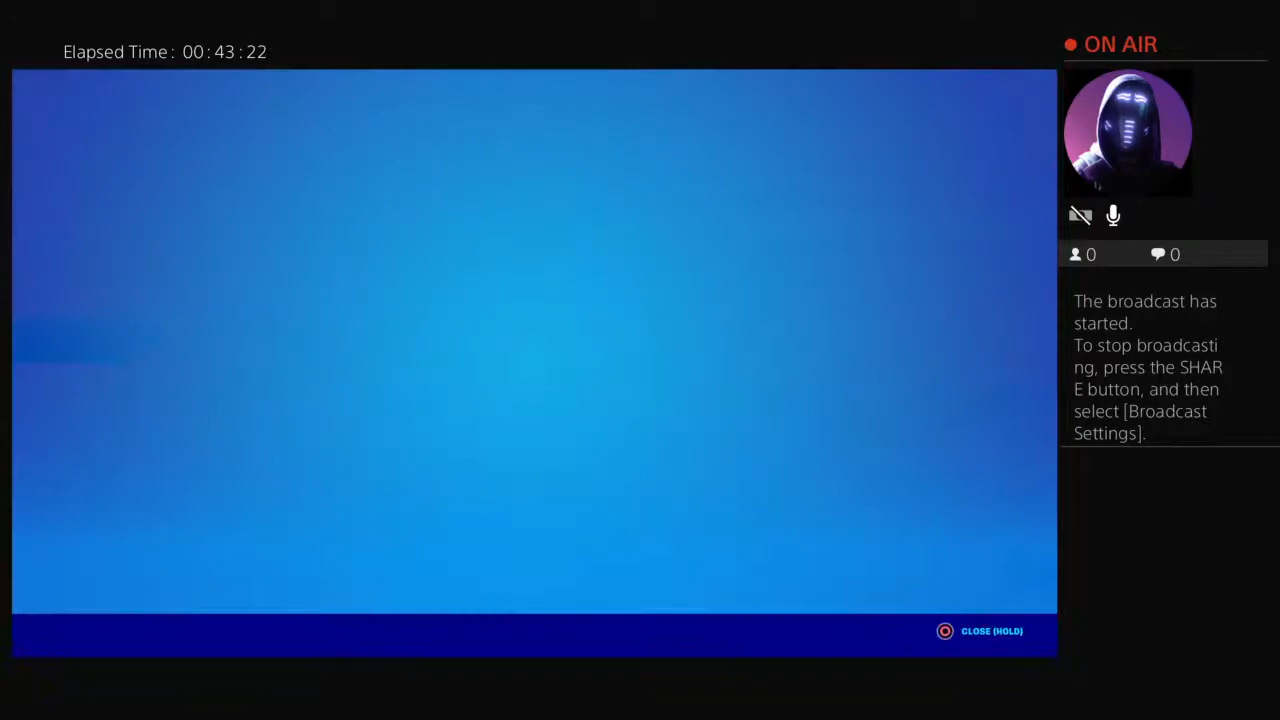 Elapsed Time: 00:43:22
ON AIR
0 0
The broadcast has
started.
To stop broadcasti
ng, press the SHAR
E button, and then
select [Broadcast
Settings].
CLOSE (HOLD)